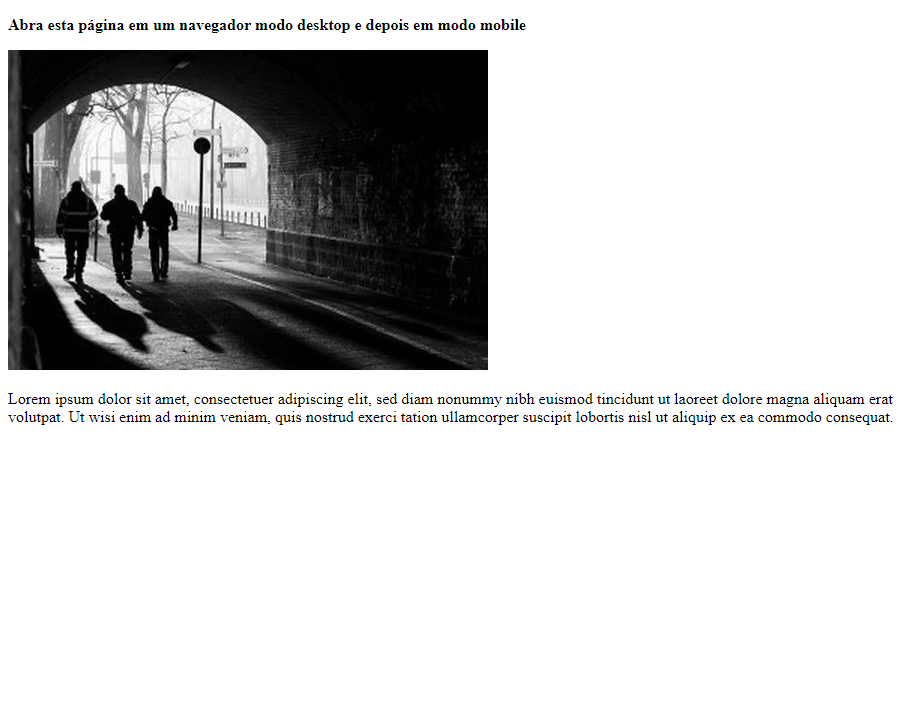 Abra esta página em um navegador modo desktop e depois em modo mobile
Lorem ipsum dolor sit amet, consectetuer adipiscing elit, sed diam nonummy nibh euismod tincidunt ut laoreet dolore magna aliquam erat
volutpat. Ut wisi enim ad minim veniam, quis nostrud exerci tation ullamcorper suscipit lobortis nisl ut aliquip ex ea commodo consequat.